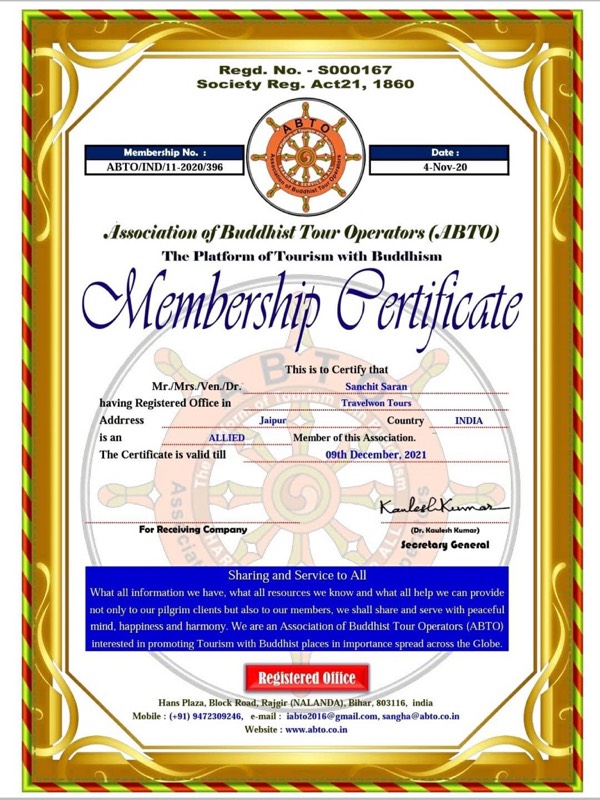 Regd. No. - S000167
Society Reg. Act21, 1860
ABTO
Association of Buddhist Tour Operators
Membership No. :
ABTO/IND/11-2020/396
Date :
4-Nov-20
Association of Buddhist Tour Operators (ABTO)
The Platform of Tourism with Buddhism
Membership Certificate
This is to Certify that
Mr./Mrs./Ven./Dr. Sanchit Saran
having Registered Office in Travelwon Tours
Addrress Jaipur Country INDIA
is an ALLIED Member of this Association.
The Certificate is valid till 09th December, 2021
Kaulesh Kumar
For Receiving Company
(Dr. Kaulesh Kumar)
Secretary General
Sharing and Service to All
What all information we have, what all resources we know and what all help we can provide
not only to our pilgrim clients but also to our members, we shall share and serve with peaceful
mind, happiness and harmony. We are an Association of Buddhist Tour Operators (ABTO)
interested in promoting Tourism with Buddhist places in importance spread across the Globe.
Registered Office
Hans Plaza, Block Road, Rajgir (NALANDA), Bihar, 803116, india
Mobile : (+91) 9472309246, e-mail : iabto2016@gmail.com, sangha@abto.co.in
Website : www.abto.co.in